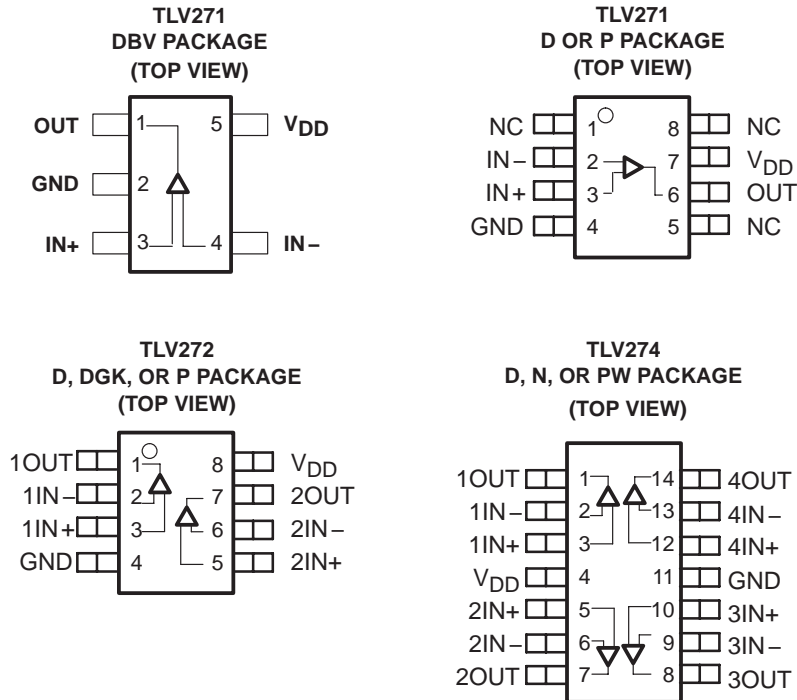 TLV271
DBV PACKAGE
(TOP VIEW)
OUT 1 5 VDD
GND 2
IN+ 3 4 IN−
TLV271
D OR P PACKAGE
(TOP VIEW)
NC 1 8 NC
IN− 2 7 VDD
IN+ 3 6 OUT
GND 4 5 NC
TLV272
D, DGK, OR P PACKAGE
(TOP VIEW)
1OUT 1 8 VDD
1IN− 2 7 2OUT
1IN+ 3 6 2IN−
GND 4 5 2IN+
TLV274
D, N, OR PW PACKAGE
(TOP VIEW)
1OUT 1 14 4OUT
1IN− 2 13 4IN−
1IN+ 3 12 4IN+
VDD 4 11 GND
2IN+ 5 10 3IN+
2IN− 6 9 3IN−
2OUT 7 8 3OUT